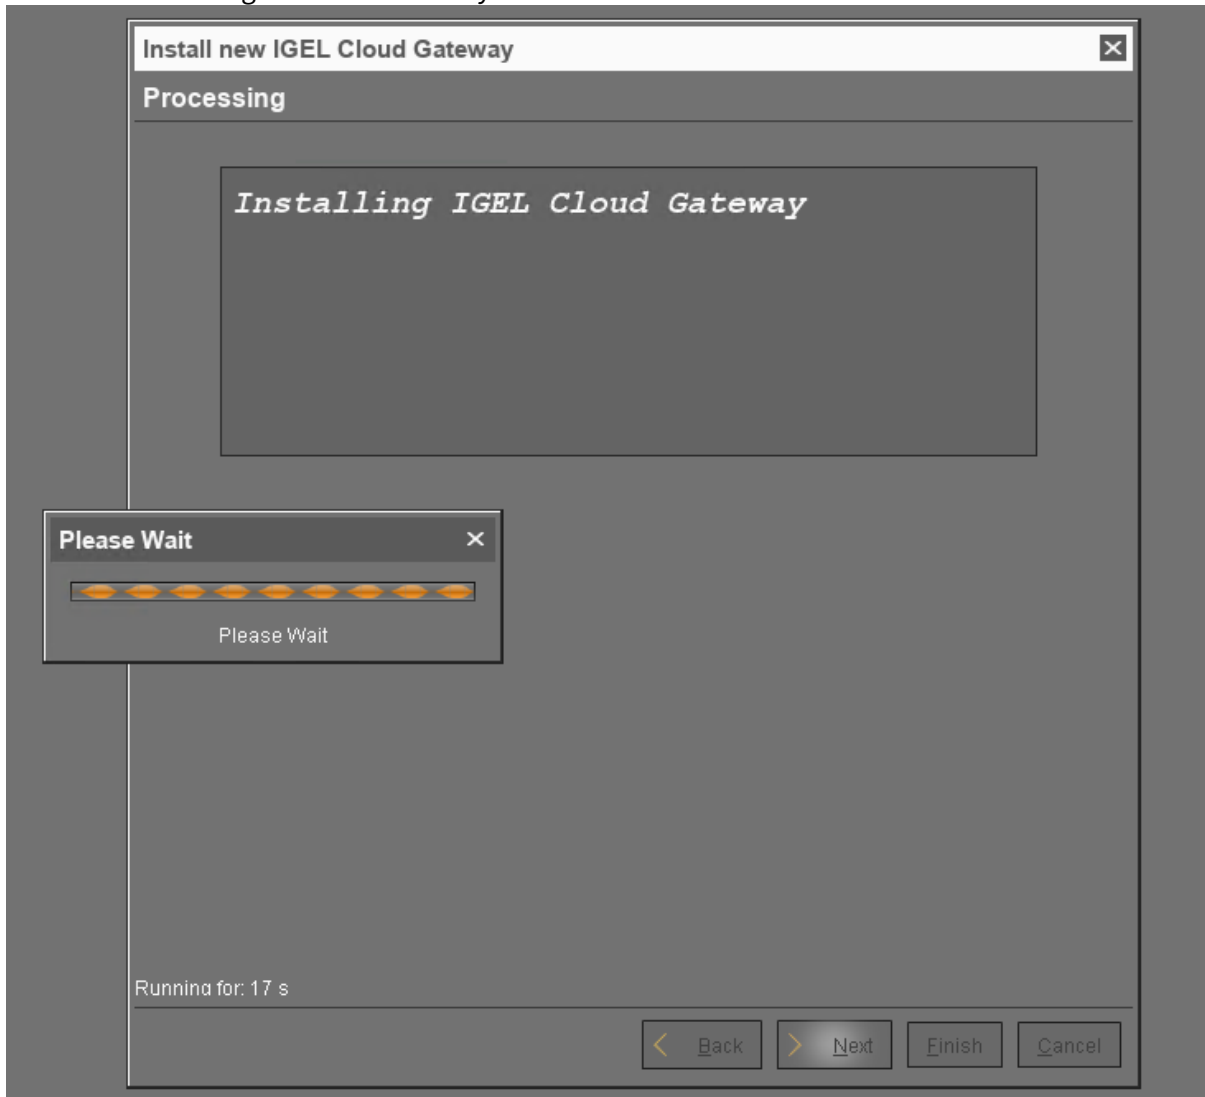 Install new IGEL Cloud Gateway
Processing
Installing IGEL Cloud Gateway
Please Wait
Please Wait
Running for: 17 s
Back Next Finish Cancel